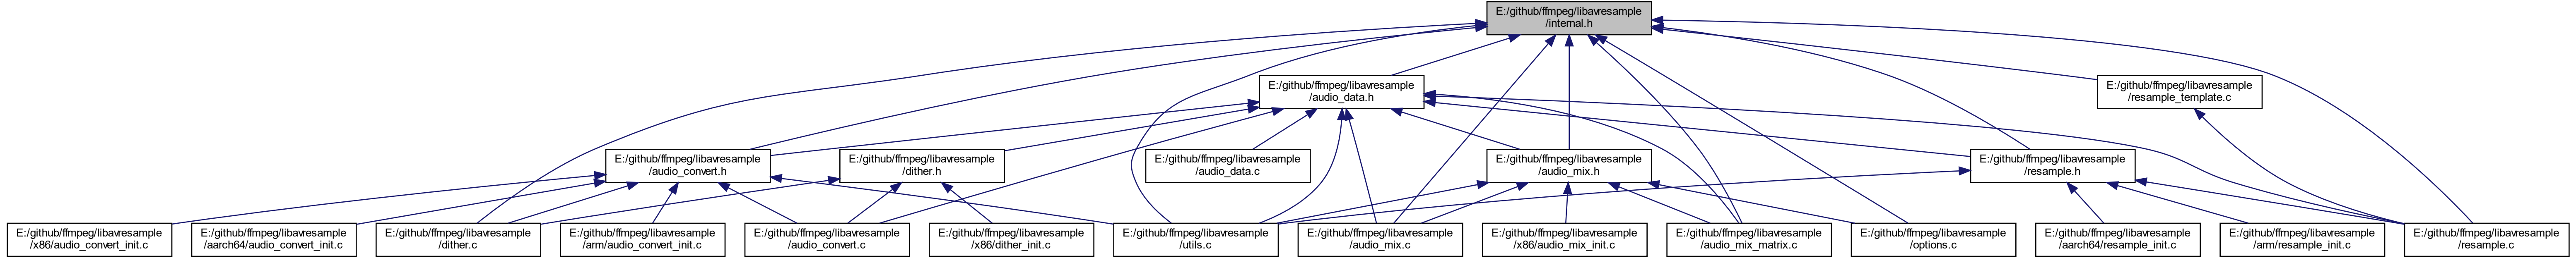 E:/github/ffmpeg/libavresample
/internal.h
E:/github/ffmpeg/libavresample
/audio_data.h
E:/github/ffmpeg/libavresample
/resample_template.c
E:/github/ffmpeg/libavresample
/audio_convert.h
E:/github/ffmpeg/libavresample
/dither.h
E:/github/ffmpeg/libavresample
/audio_data.c
E:/github/ffmpeg/libavresample
/audio_mix.h
E:/github/ffmpeg/libavresample
/resample.h
E:/github/ffmpeg/libavresample
/x86/audio_convert_init.c
E:/github/ffmpeg/libavresample
/aarch64/audio_convert_init.c
E:/github/ffmpeg/libavresample
/dither.c
E:/github/ffmpeg/libavresample
/arm/audio_convert_init.c
E:/github/ffmpeg/libavresample
/audio_convert.c
E:/github/ffmpeg/libavresample
/x86/dither_init.c
E:/github/ffmpeg/libavresample
/utils.c
E:/github/ffmpeg/libavresample
/audio_mix.c
E:/github/ffmpeg/libavresample
/x86/audio_mix_init.c
E:/github/ffmpeg/libavresample
/audio_mix_matrix.c
E:/github/ffmpeg/libavresample
/options.c
E:/github/ffmpeg/libavresample
/aarch64/resample_init.c
E:/github/ffmpeg/libavresample
/arm/resample_init.c
E:/github/ffmpeg/libavresample
/resample.c